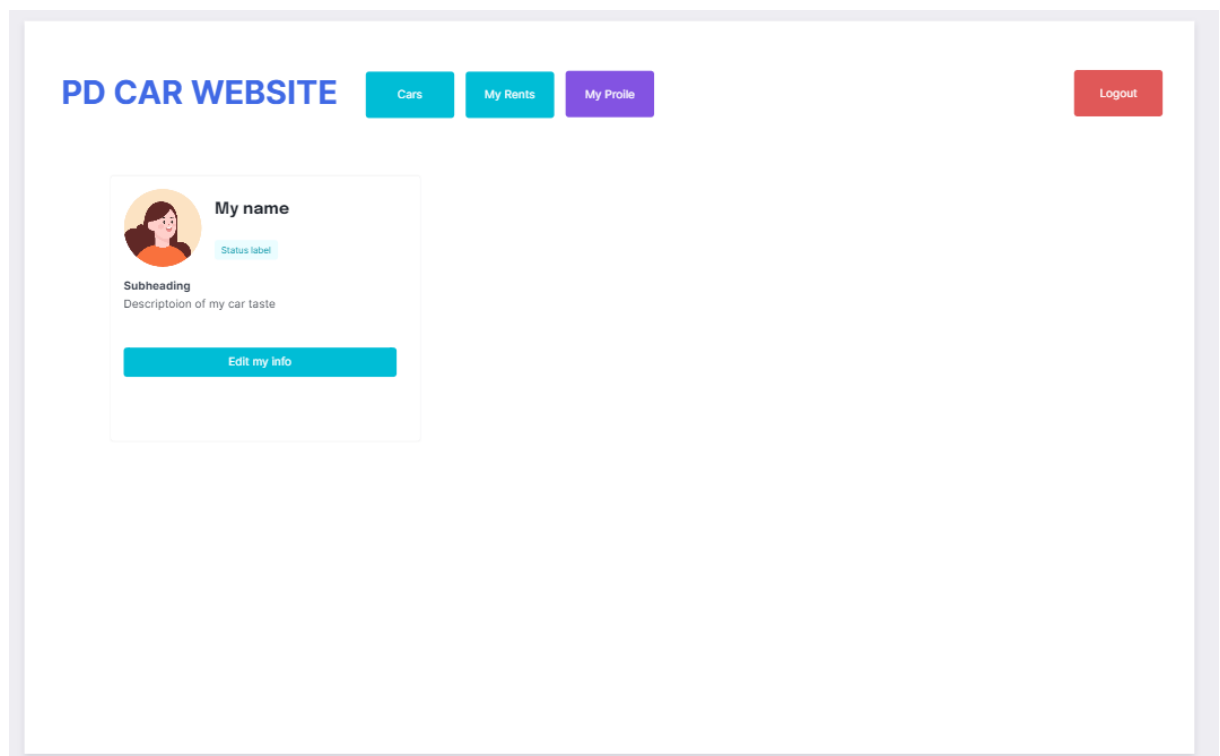 PD CAR WEBSITE
Cars
My Rents
My Proile
Logout
My name
Status label
Subheading
Descriptoion of my car taste
Edit my info